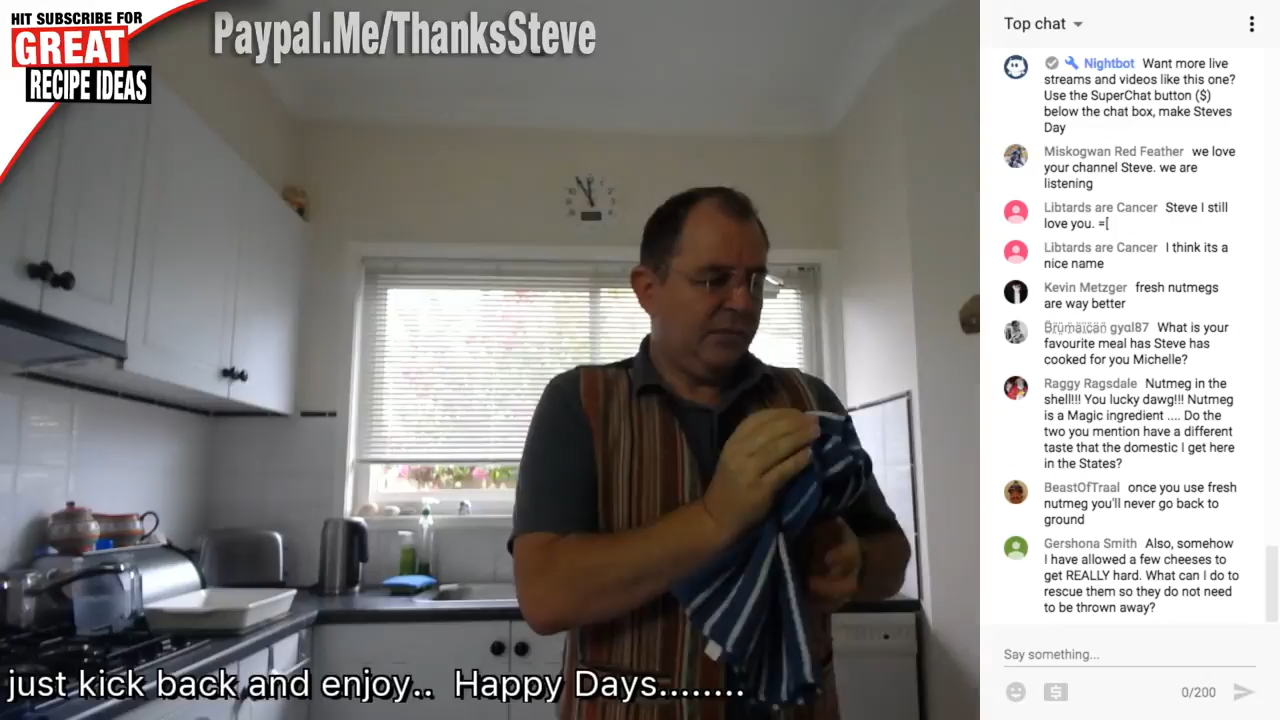 HIT SUBSCRIBE FOR
GREAT
RECIPE IDEAS
Paypal.Me/ThanksSteve
just kick back and enjoy..  Happy Days........
Top chat
Nightbot Want more live
streams and videos like this one?
Use the SuperChat button ($)
below the chat box, make Steves
Day
Miskogwan Red Feather we love
your channel Steve. we are
listening
Libtards are Cancer Steve I still
love you. =[
Libtards are Cancer I think its a
nice name
Kevin Metzger fresh nutmegs
are way better
gyal87 What is your
favourite meal has Steve has
cooked for you Michelle?
Raggy Ragsdale Nutmeg in the
shell!!! You lucky dawg!!! Nutmeg
is a Magic ingredient .... Do the
two you mention have a different
taste that the domestic I get here
in the States?
BeastOfTraal once you use fresh
nutmeg you'll never go back to
ground
Gershona Smith Also, somehow
I have allowed a few cheeses to
get REALLY hard. What can I do to
rescue them so they do not need
to be thrown away?
Say something...
0/200